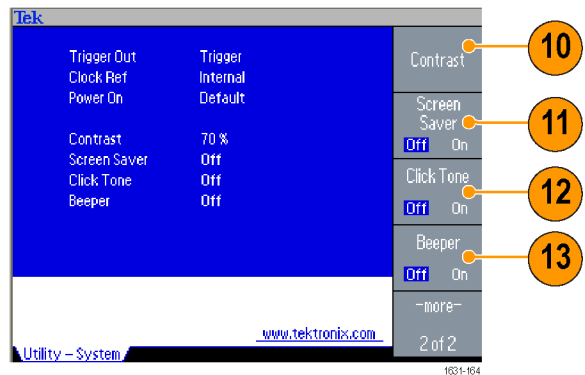 Tek
Trigger Out Trigger
Clock Ref Internal
Power On Default
Contrast 70 %
Screen Saver Off
Click Tone Off
Beeper Off
www.tektronix.com
Utility – System
Contrast
Screen
Saver
Off On
Click Tone
Off On
Beeper
Off On
-more-
2 of 2
10
11
12
13
1631-164